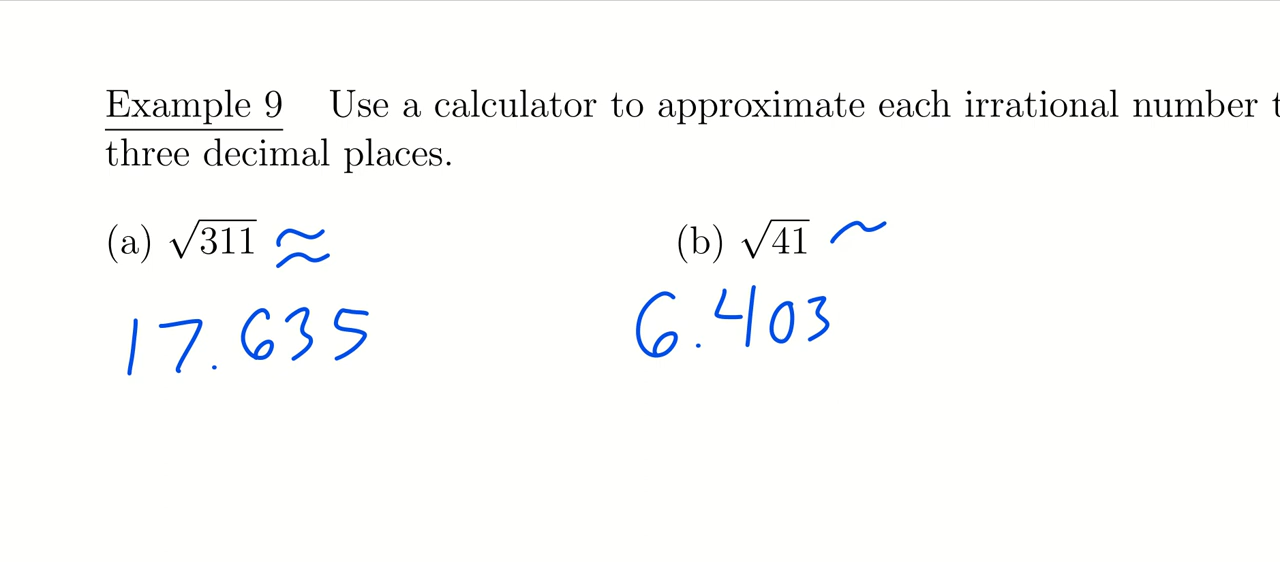 Example 9 Use a calculator to approximate each irrational number t
three decimal places.
(a) √311 ≈ (b) √41 ~
17.635 6.403